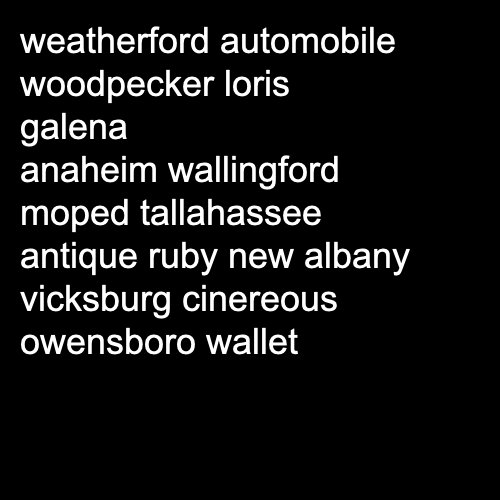 weatherford automobile
woodpecker loris
galena
anaheim wallingford
moped tallahassee
antique ruby new albany
vicksburg cinereous
owensboro wallet